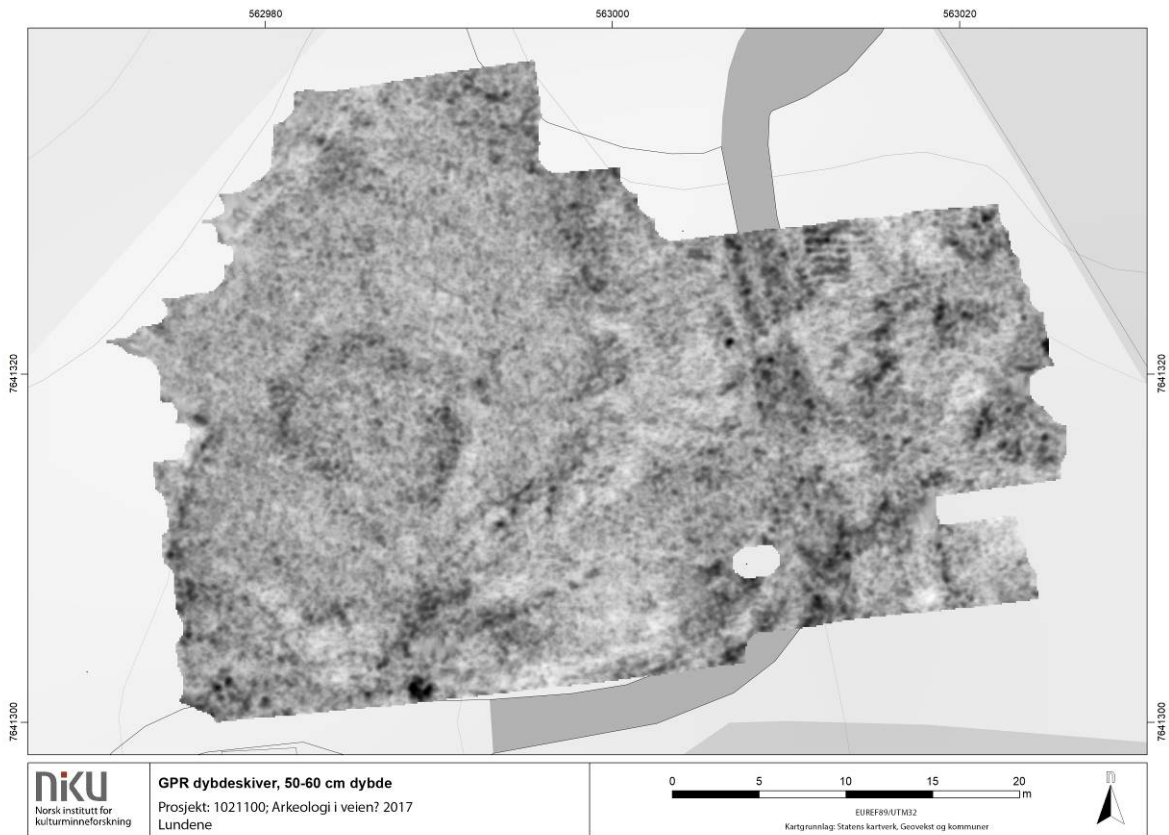 562980
563000
563020
7641320
7641320
7641300
7641300
niku
Norsk institutt for
kulturminneforskning
GPR dybdeskiver, 50-60 cm dybde
Prosjekt: 1021100; Arkeologi i veien? 2017
Lundene
0 5 10 15 20
m
EUREF89/UTM32
Kartgrunnlag: Statens kartverk, Geovekst og kommuner
n